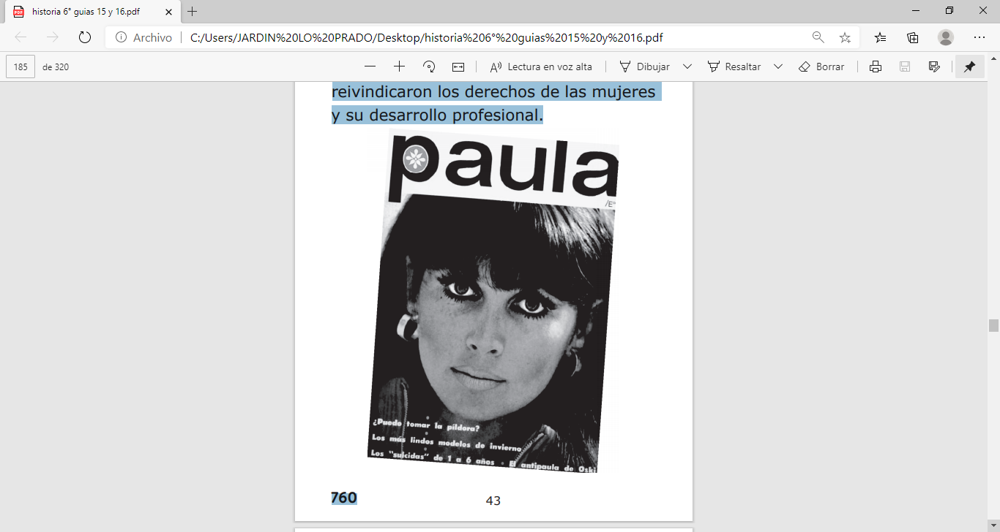 historia 6° guias 15 y 16.pdf
Archivo C:/Users/JARDIN%20LO%20PRADO/Desktop/historia%206°%20guias%2015%20y%2016.pdf
185 de 320 Lectura en voz alta Dibujar Resaltar Borrar
reivindicaron los derechos de las mujeres
y su desarrollo profesional.
paula
/Eº
¿Puedo tomar la píldora?
Los más lindos modelos de invierno
Los "suicidas" de 1 a 6 años • El antipaula de Oski
760 43